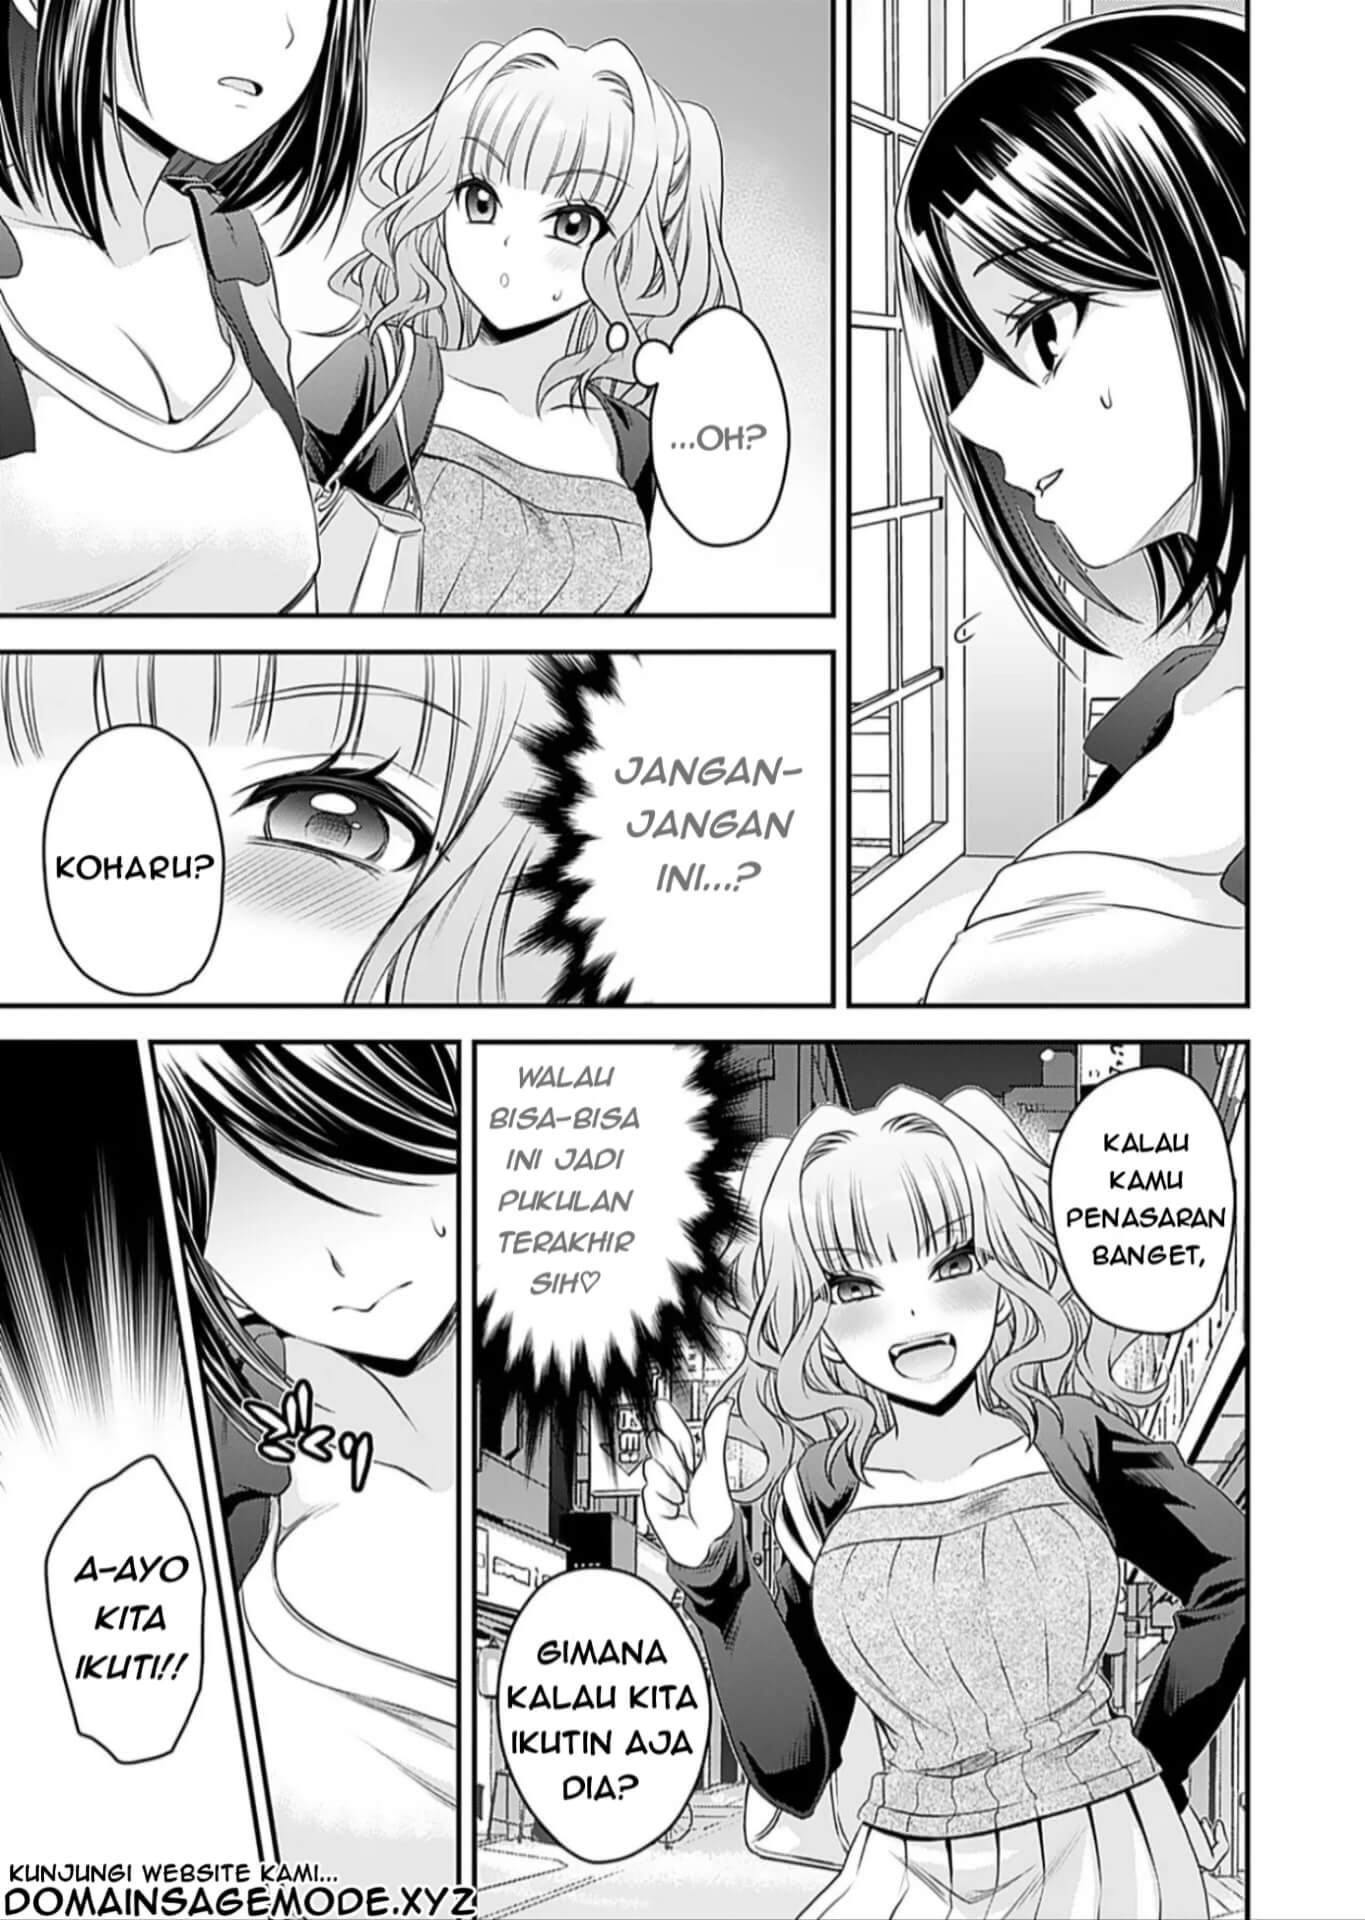 ...OH?
JANGAN-
JANGAN
INI...?
KOHARU?
KALAU
KAMU
PENASARAN
BANGET,
WALAU
BISA-BISA
INI JADI
PUKULAN
TERAKHIR
SIH♡
GIMANA
KALAU KITA
IKUTIN AJA
DIA?
A-AYO
KITA
IKUTI!!
KUNJUNGI WEBSITE KAMI...
DOMAINSAGEMODE.XYZ